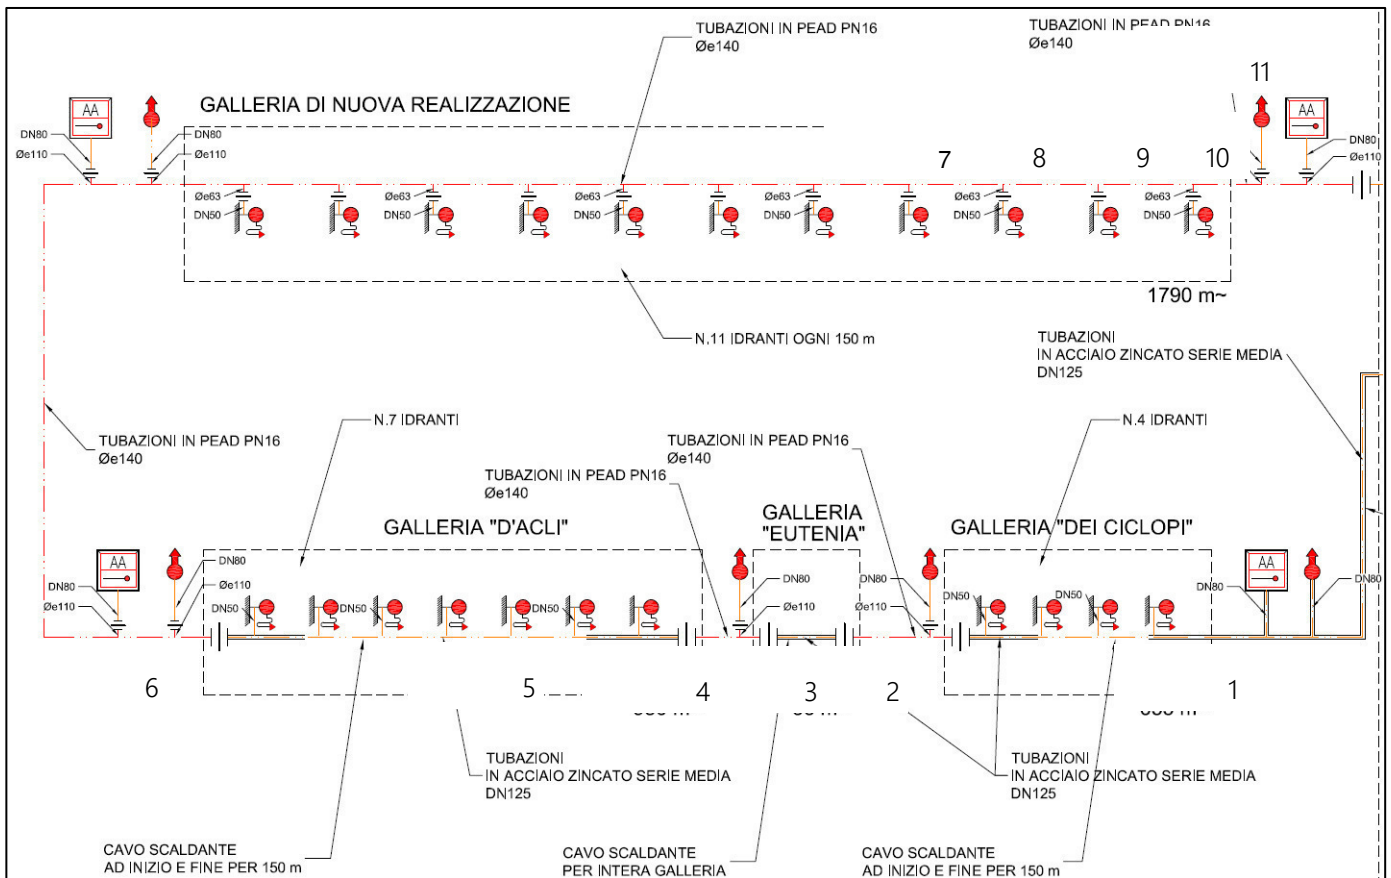 TUBAZIONI IN PEAD PN16
Øe140
TUBAZIONI IN PEAD PN16
Øe140
11
GALLERIA DI NUOVA REALIZZAZIONE
AA
AA
DN80
DN80
DN80
Øe110
Øe110
Øe110
7
8
9
10
Øe63
Øe63
Øe63
Øe63
Øe63
Øe63
DN50
DN50
DN50
DN50
DN50
DN50
1790 m~
N.11 IDRANTI OGNI 150 m
TUBAZIONI
IN ACCIAIO ZINCATO SERIE MEDIA
DN125
N.7 IDRANTI
N.4 IDRANTI
TUBAZIONI IN PEAD PN16
Øe140
TUBAZIONI IN PEAD PN16
Øe140
TUBAZIONI IN PEAD PN16
Øe140
GALLERIA "D'ACLI"
GALLERIA
"EUTENIA"
GALLERIA "DEI CICLOPI"
AA
AA
DN80
DN80
DN80
DN80
DN80
DN80
Øe110
Øe110
Øe110
Øe110
DN50
DN50
DN50
DN50
DN50
6
5
4
3
2
1
TUBAZIONI
IN ACCIAIO ZINCATO SERIE MEDIA
DN125
TUBAZIONI
IN ACCIAIO ZINCATO SERIE MEDIA
DN125
CAVO SCALDANTE
AD INIZIO E FINE PER 150 m
CAVO SCALDANTE
PER INTERA GALLERIA
CAVO SCALDANTE
AD INIZIO E FINE PER 150 m